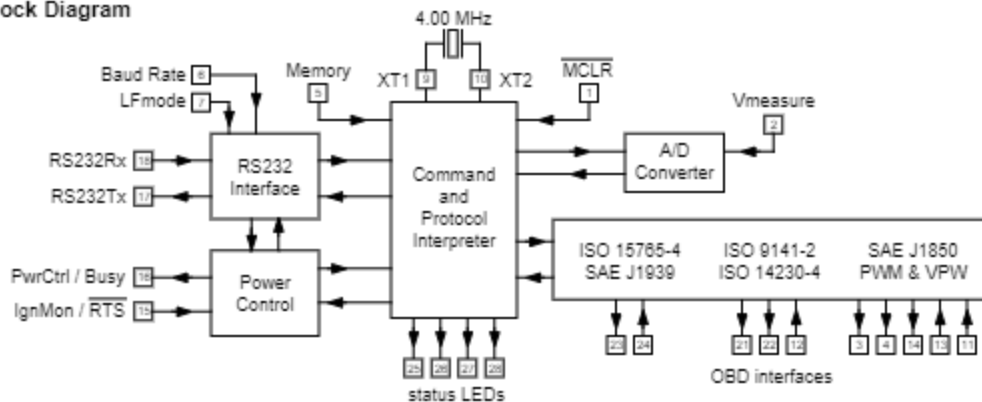 ock Diagram
4.00 MHz
Baud Rate 6
Memory
5
XT1 9
10 XT2
MCLR
1
LFmode 7
Vmeasure
2
RS232Rx 18
RS232 Interface
RS232Tx 17
Command and Protocol Interpreter
A/D Converter
PwrCtrl / Busy 16
IgnMon / RTS 15
Power Control
ISO 15765-4
SAE J1939
ISO 9141-2
ISO 14230-4
SAE J1850
PWM & VPW
25 26 27 28
status LEDs
23 24
21 22 12
3 4 14 13 11
OBD interfaces